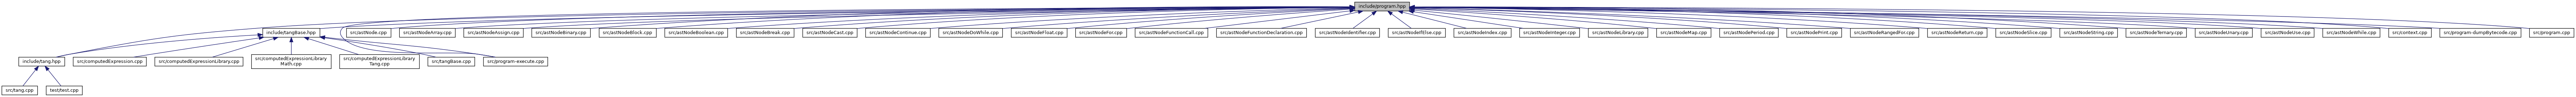 include/program.hpp
include/tangBase.hpp
src/astNode.cpp
src/astNodeArray.cpp
src/astNodeAssign.cpp
src/astNodeBinary.cpp
src/astNodeBlock.cpp
src/astNodeBoolean.cpp
src/astNodeBreak.cpp
src/astNodeCast.cpp
src/astNodeContinue.cpp
src/astNodeDoWhile.cpp
src/astNodeFloat.cpp
src/astNodeFor.cpp
src/astNodeFunctionCall.cpp
src/astNodeFunctionDeclaration.cpp
src/astNodeIdentifier.cpp
src/astNodeIfElse.cpp
src/astNodeIndex.cpp
src/astNodeInteger.cpp
src/astNodeLibrary.cpp
src/astNodeMap.cpp
src/astNodePeriod.cpp
src/astNodePrint.cpp
src/astNodeRangedFor.cpp
src/astNodeReturn.cpp
src/astNodeSlice.cpp
src/astNodeString.cpp
src/astNodeTernary.cpp
src/astNodeUnary.cpp
src/astNodeUse.cpp
src/astNodeWhile.cpp
src/context.cpp
src/program-dumpBytecode.cpp
src/program.cpp
include/tang.hpp
src/computedExpression.cpp
src/computedExpressionLibrary.cpp
src/computedExpressionLibrary
Math.cpp
src/computedExpressionLibrary
Tang.cpp
src/tangBase.cpp
src/program-execute.cpp
src/tang.cpp
test/test.cpp